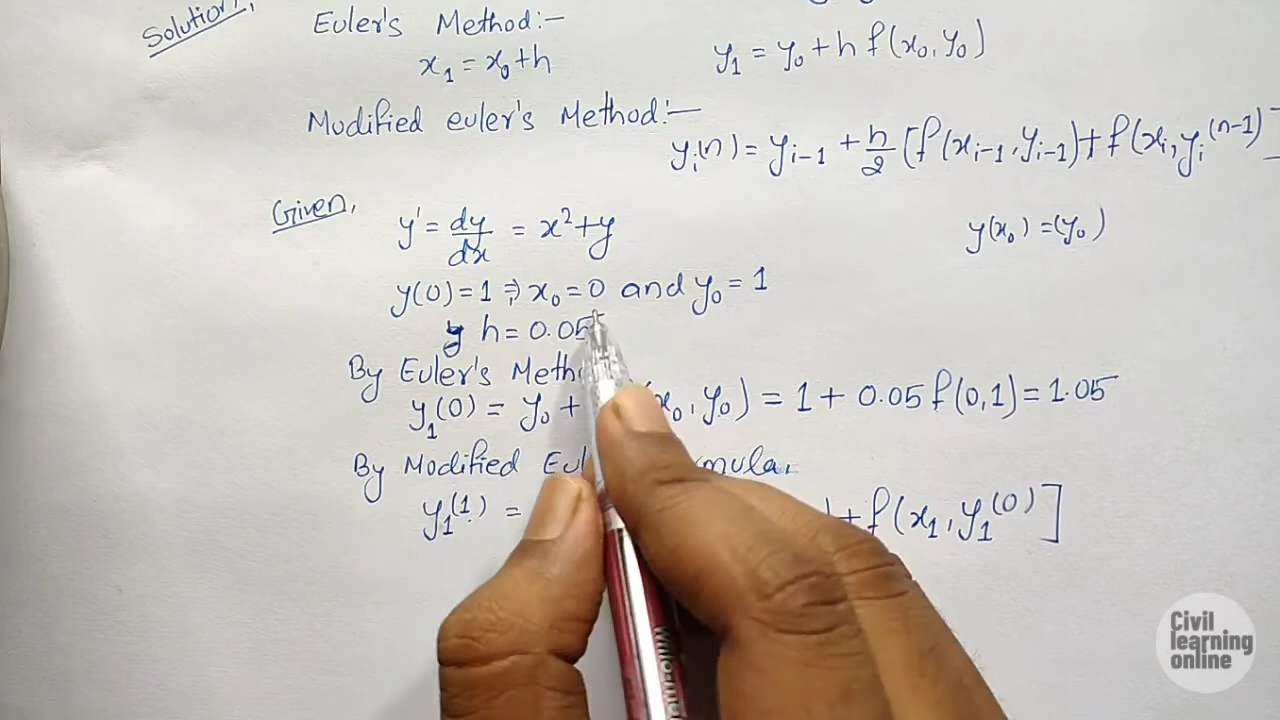 Solution,
Euler's Method:-
x₁ = x₀+h    y₁ = y₀ + h f(x₀,y₀)
Modified euler's Method:-
yᵢ(n) = yᵢ₋₁ + h/2 [f(xᵢ₋₁,yᵢ₋₁)+f(xᵢ,yᵢ⁽ⁿ⁻¹⁾]
Given,
y' = dy/dx = x²+y    y(x₀)=(y₀)
y(0)=1 ⇒ x₀=0 and y₀=1
h=0.05
By Euler's
y₁(0) = y₀+ x₀,y₀) = 1+0.05 f(0,1)=1.05
By Modified
y₁⁽¹⁾ = )+f(x₁,y₁⁽⁰⁾]
Civil
learning
online
Wilo